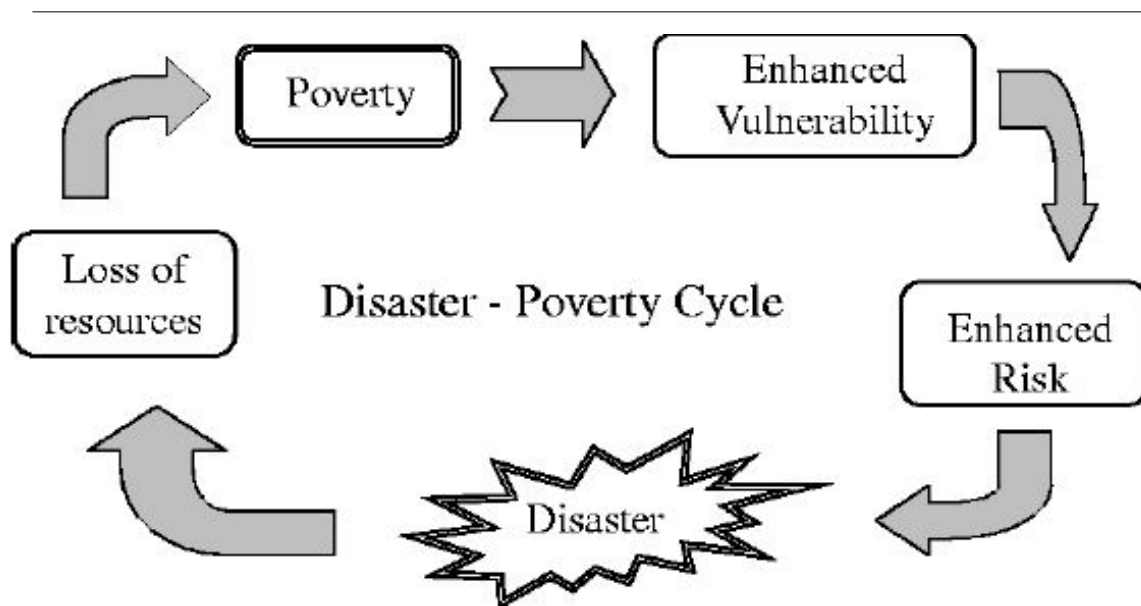 Poverty
Enhanced
Vulnerability
Loss of
resources
Disaster - Poverty Cycle
Enhanced
Risk
Disaster